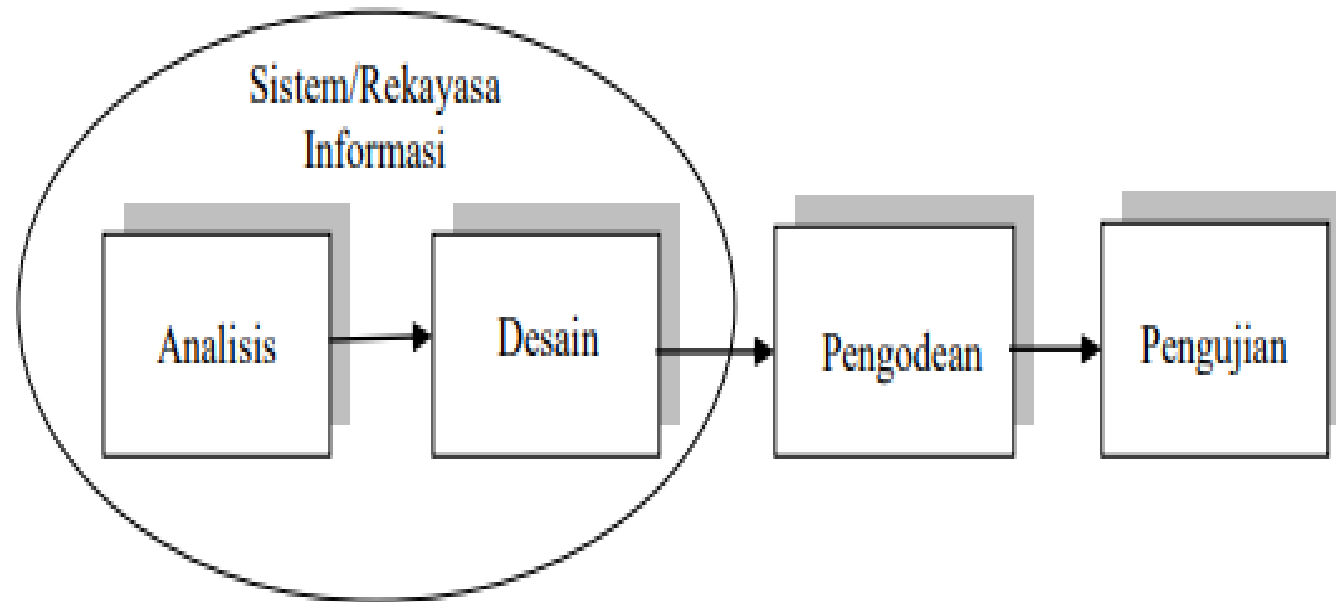 Sistem/Rekayasa
Informasi
Analisis
Desain
Pengodean
Pengujian